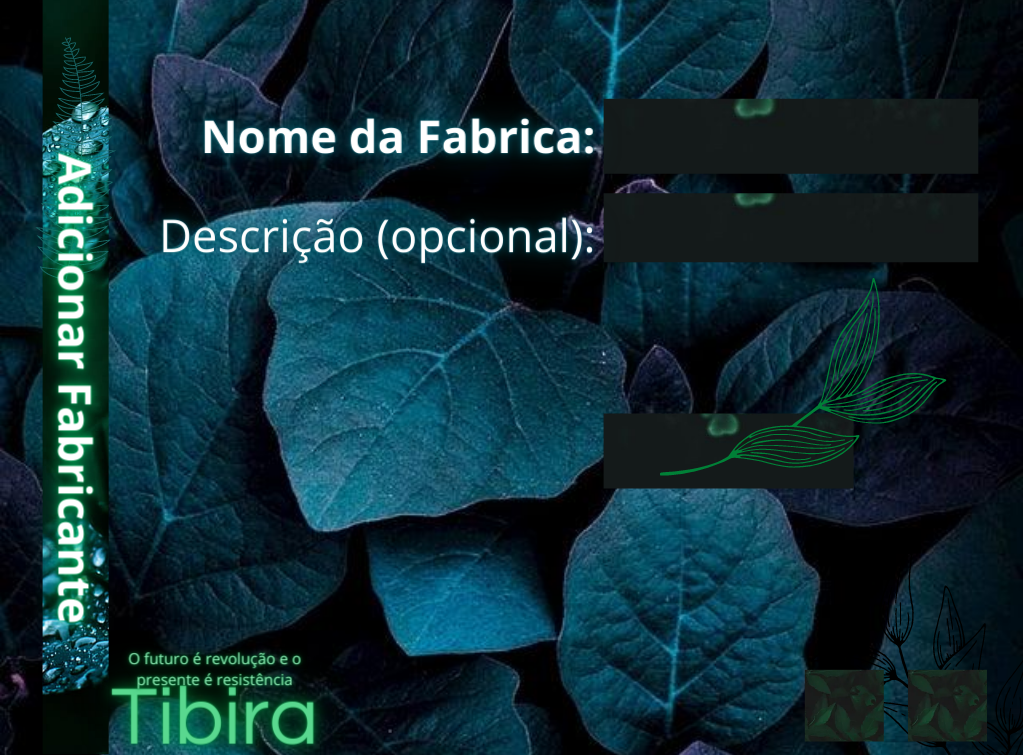 Adicionar Fabricante
Nome da Fabrica:
Descrição (opcional):
O futuro é revolução e o
presente é resistência
Tibira